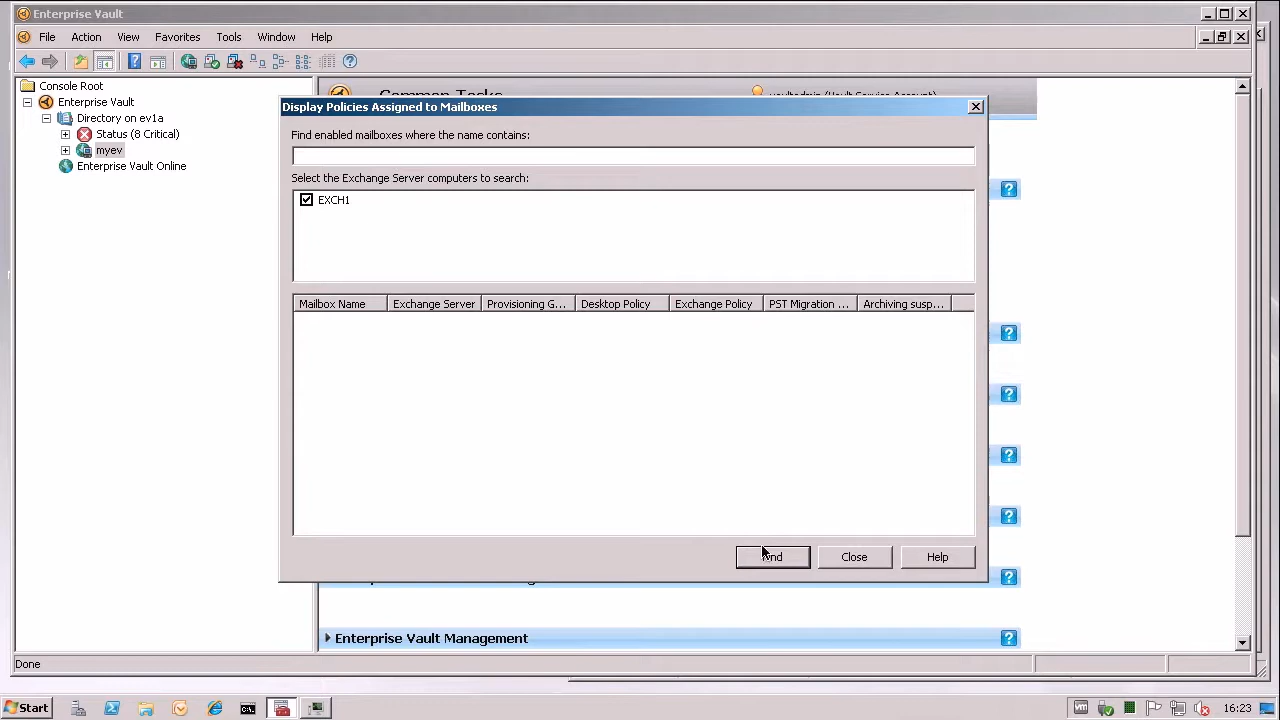 Enterprise Vault
File Action View Favorites Tools Window Help
Console Root
Enterprise Vault
Directory on ev1a
Status (8 Critical)
myev
Enterprise Vault Online
Display Policies Assigned to Mailboxes
Find enabled mailboxes where the name contains:
Select the Exchange Server computers to search:
EXCH1
Mailbox Name Exchange Server Provisioning G... Desktop Policy Exchange Policy PST Migration ... Archiving susp...
Close Help
Enterprise Vault Management
Done
Start
16:23